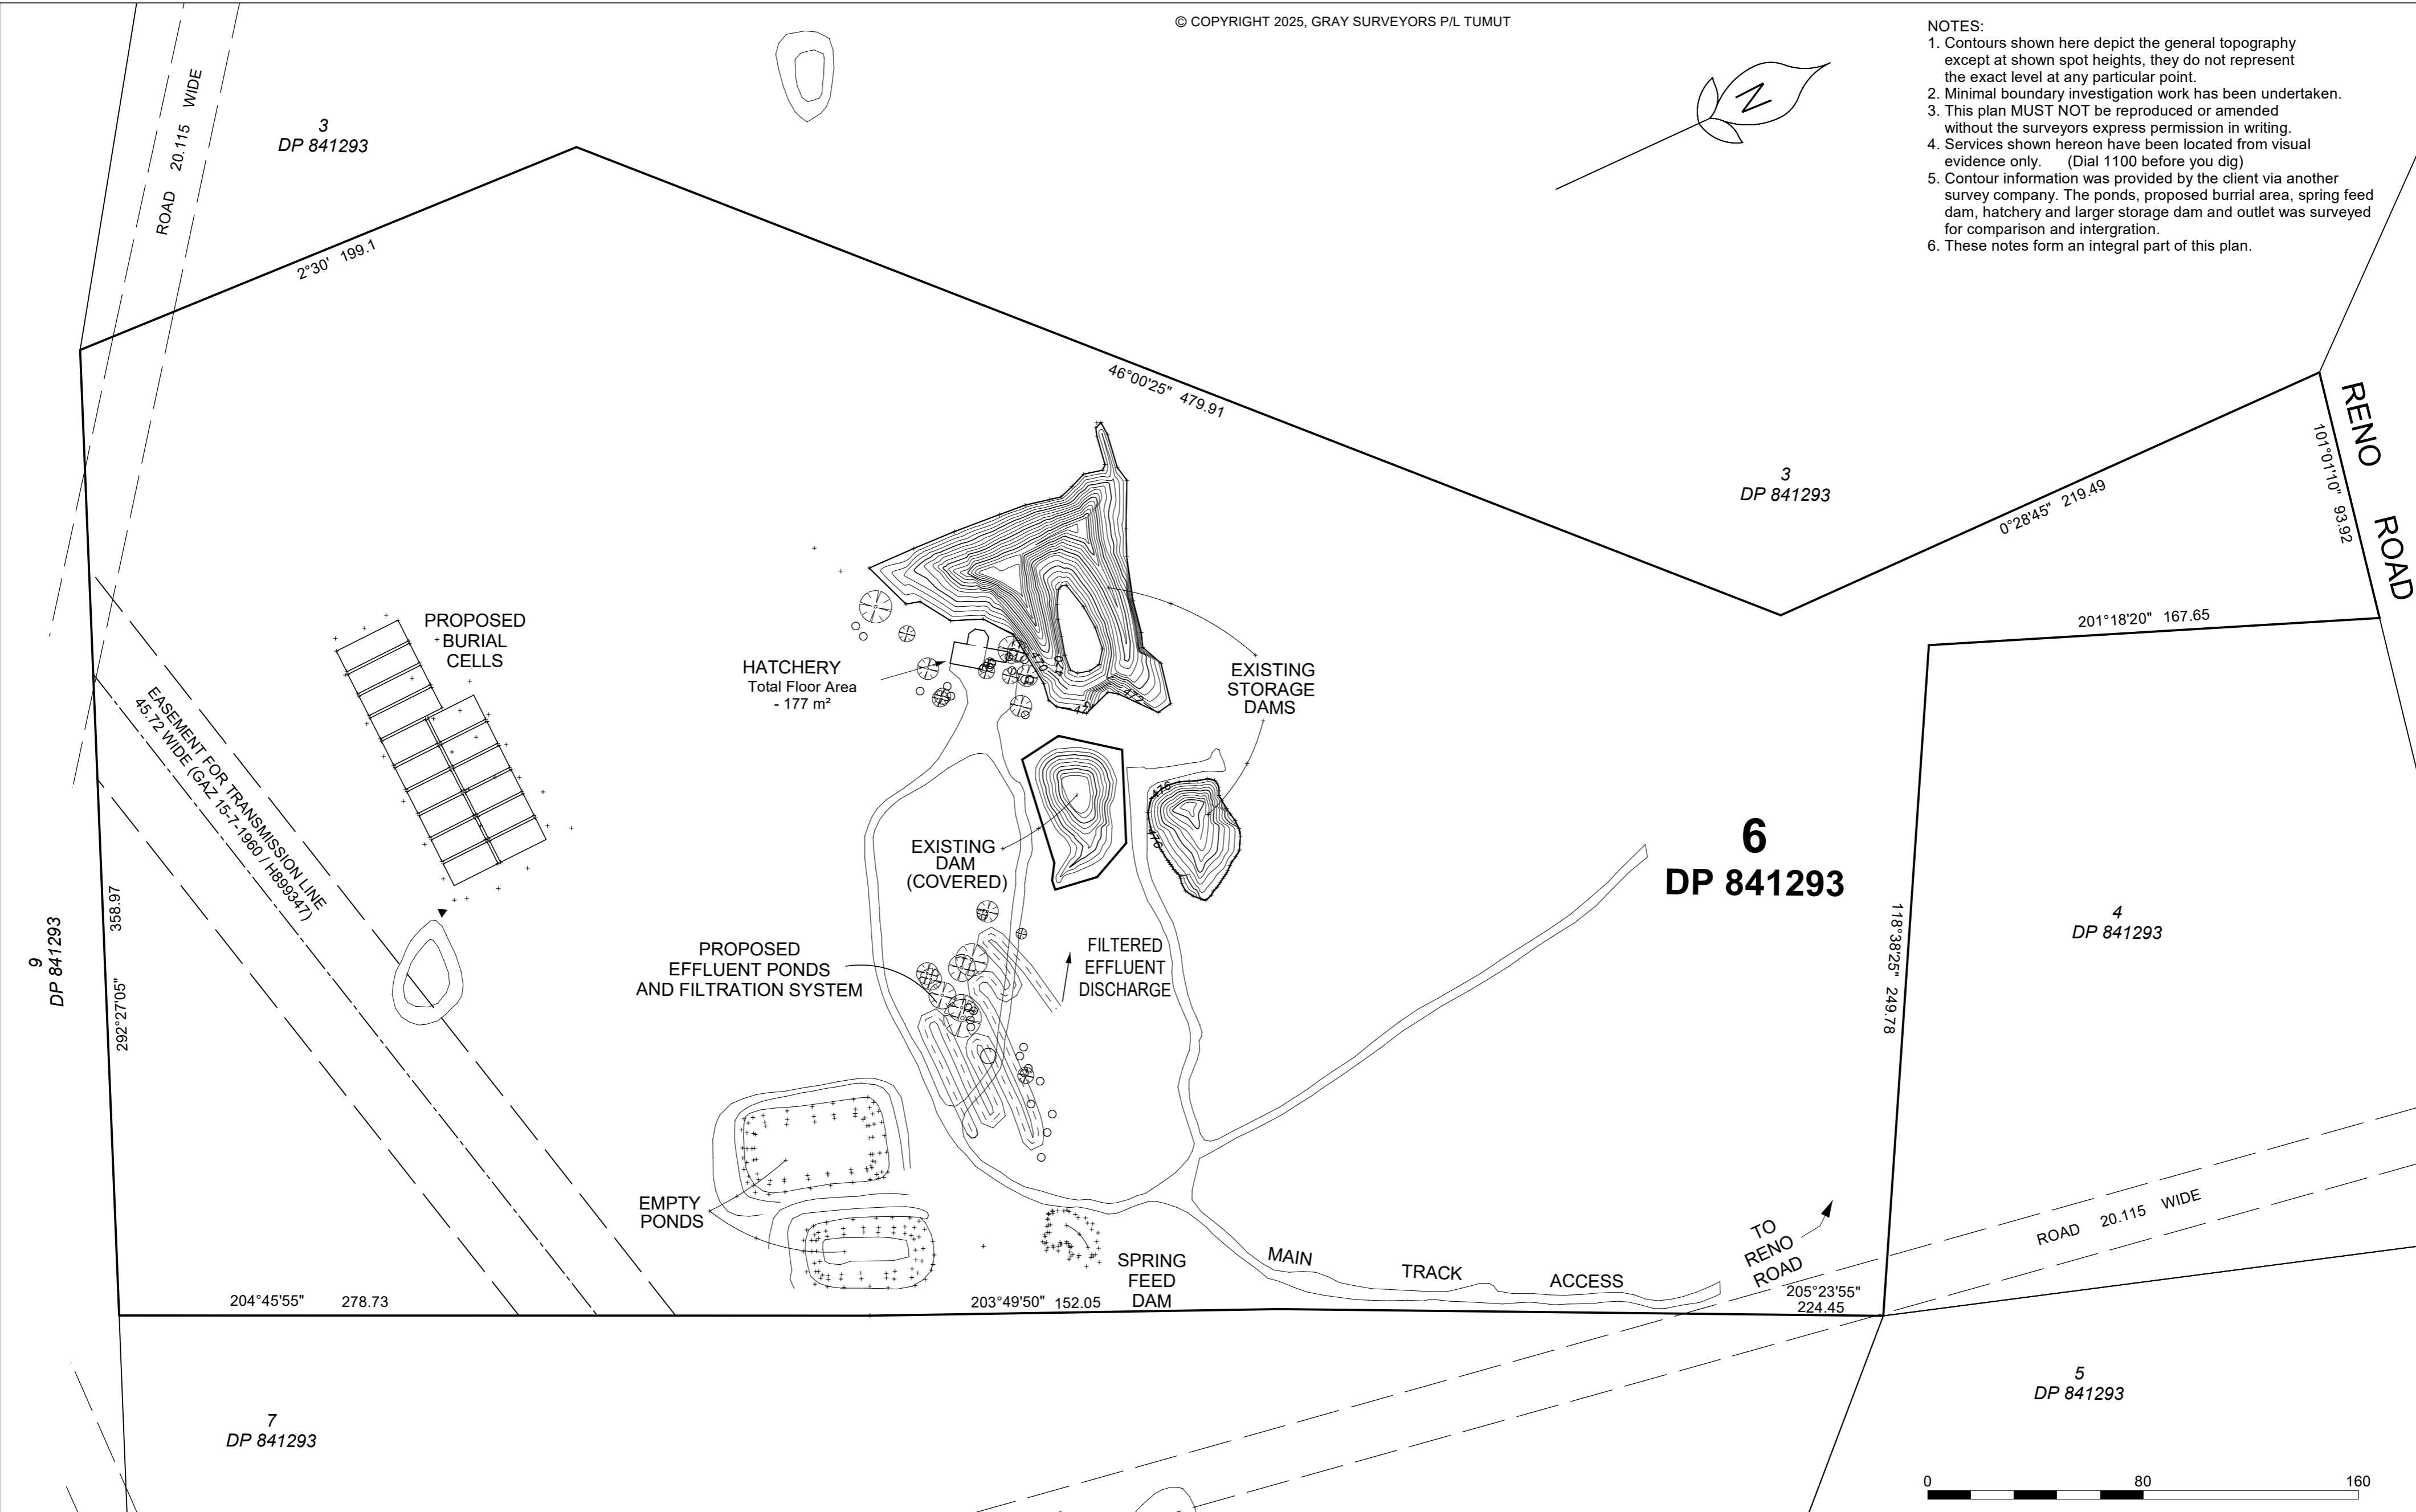 © COPYRIGHT 2025, GRAY SURVEYORS P/L TUMUT
NOTES:
1. Contours shown here depict the general topography
except at shown spot heights, they do not represent
the exact level at any particular point.
2. Minimal boundary investigation work has been undertaken.
3. This plan MUST NOT be reproduced or amended
without the surveyors express permission in writing.
4. Services shown hereon have been located from visual
evidence only. (Dial 1100 before you dig)
5. Contour information was provided by the client via another
survey company. The ponds, proposed burrial area, spring feed
dam, hatchery and larger storage dam and outlet was surveyed
for comparison and intergration.
6. These notes form an integral part of this plan.
N
ROAD 20.115 WIDE
3
DP 841293
2°30' 199.1
46°00'25" 479.91
3
DP 841293
0°28'45" 219.49
RENO ROAD
101°01'10" 93.92
201°18'20" 167.65
PROPOSED
BURIAL
CELLS
HATCHERY
Total Floor Area
- 177 m²
470
470
472
472
EXISTING
STORAGE
DAMS
EASEMENT FOR TRANSMISSION LINE
45.72 WIDE (GAZ 15-7-1960 / H899347)
476
476
EXISTING
DAM
(COVERED)
6
DP 841293
4
DP 841293
118°38'25" 249.78
9
DP 841293
292°27'05" 358.97
PROPOSED
EFFLUENT PONDS
AND FILTRATION SYSTEM
FILTERED
EFFLUENT
DISCHARGE
EMPTY
PONDS
SPRING
FEED
DAM
MAIN TRACK ACCESS
TO
RENO
ROAD
ROAD 20.115 WIDE
204°45'55" 278.73
203°49'50" 152.05
205°23'55"
224.45
7
DP 841293
5
DP 841293
0 80 160